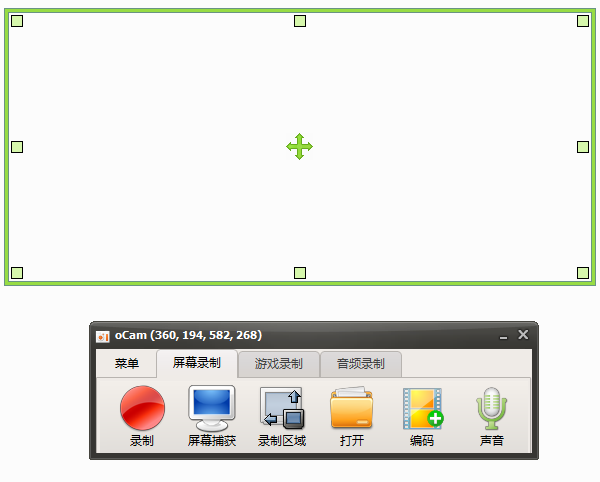 oCam (360, 194, 582, 268)
菜单 屏幕录制 游戏录制 音频录制
录制 屏幕捕获 录制区域 打开 编码 声音